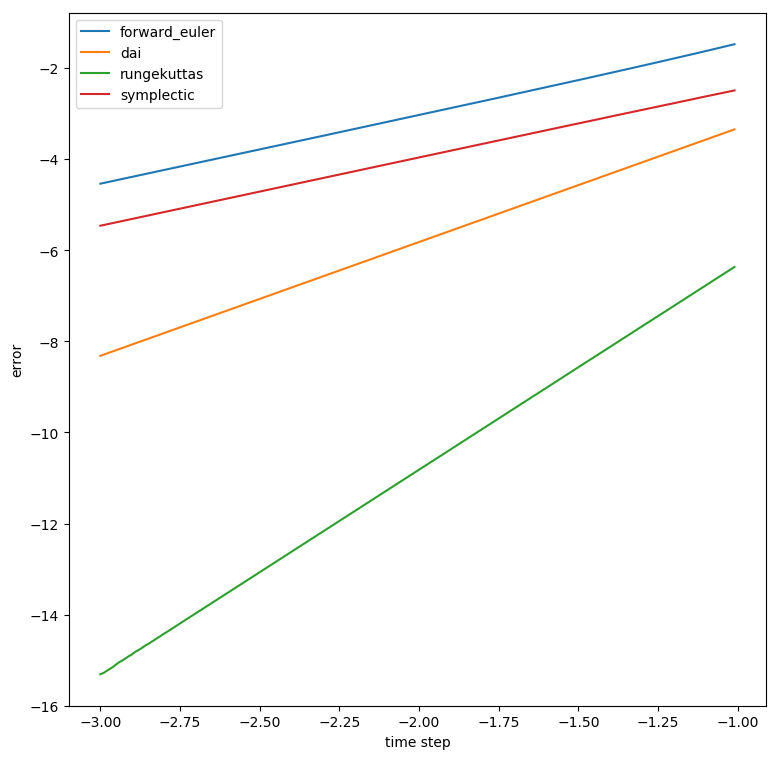 forward_euler
dai
rungekuttas
symplectic
−2
−4
−6
−8
−10
−12
−14
−16
error
−3.00 −2.75 −2.50 −2.25 −2.00 −1.75 −1.50 −1.25 −1.00
time step